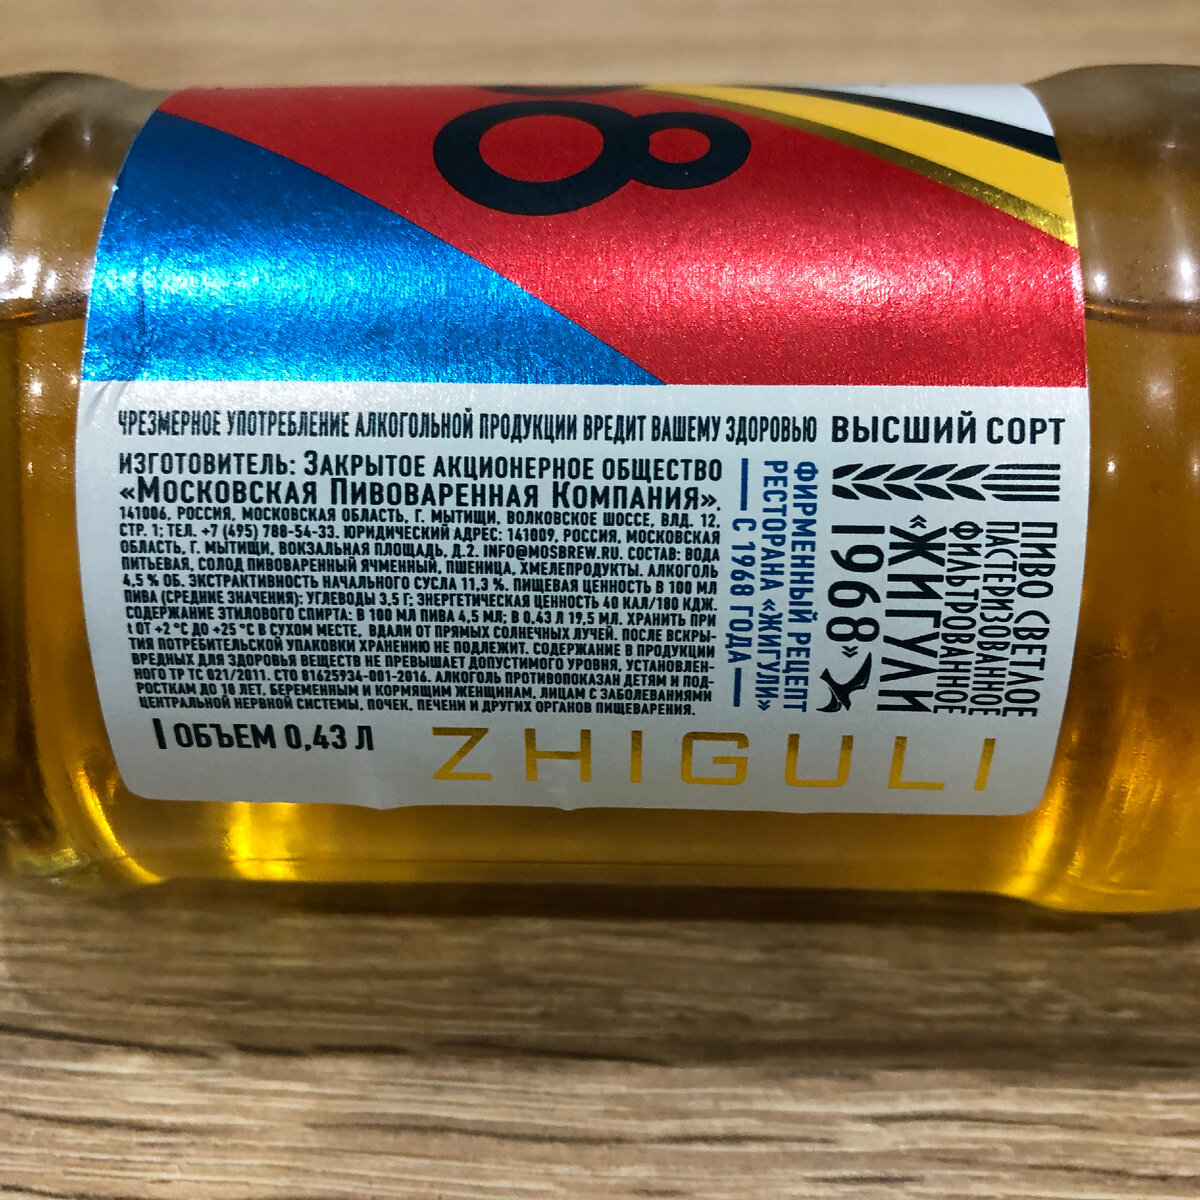 8
ЧРЕЗМЕРНОЕ УПОТРЕБЛЕНИЕ АЛКОГОЛЬНОЙ ПРОДУКЦИИ ВРЕДИТ ВАШЕМУ ЗДОРОВЬЮ
ИЗГОТОВИТЕЛЬ: ЗАКРЫТОЕ АКЦИОНЕРНОЕ ОБЩЕСТВО
«МОСКОВСКАЯ ПИВОВАРЕННАЯ КОМПАНИЯ».
141006, РОССИЯ, МОСКОВСКАЯ ОБЛАСТЬ, Г. МЫТИЩИ, ВОЛКОВСКОЕ ШОССЕ, ВЛД. 12,
СТР. 1; ТЕЛ. +7 (495) 788-54-33. ЮРИДИЧЕСКИЙ АДРЕС: 141009, РОССИЯ, МОСКОВСКАЯ
ОБЛАСТЬ, Г. МЫТИЩИ, ВОКЗАЛЬНАЯ ПЛОЩАДЬ, Д.2. INFO@MOSBREW.RU. СОСТАВ: ВОДА
ПИТЬЕВАЯ, СОЛОД ПИВОВАРЕННЫЙ ЯЧМЕННЫЙ, ПШЕНИЦА, ХМЕЛЕПРОДУКТЫ. АЛКОГОЛЬ
4,5 % ОБ. ЭКСТРАКТИВНОСТЬ НАЧАЛЬНОГО СУСЛА 11,3 %. ПИЩЕВАЯ ЦЕННОСТЬ В 100 МЛ
ПИВА (СРЕДНИЕ ЗНАЧЕНИЯ): УГЛЕВОДЫ 3,5 Г; ЭНЕРГЕТИЧЕСКАЯ ЦЕННОСТЬ 40 КАЛ/180 КДЖ.
СОДЕРЖАНИЕ ЭТИЛОВОГО СПИРТА: В 100 МЛ ПИВА 4,5 МЛ; В 0,43 Л 19,5 МЛ. ХРАНИТЬ ПРИ
t ОТ +2 °С ДО +25 °С В СУХОМ МЕСТЕ, ВДАЛИ ОТ ПРЯМЫХ СОЛНЕЧНЫХ ЛУЧЕЙ. ПОСЛЕ ВСКРЫ-
ТИЯ ПОТРЕБИТЕЛЬСКОЙ УПАКОВКИ ХРАНЕНИЮ НЕ ПОДЛЕЖИТ. СОДЕРЖАНИЕ В ПРОДУКЦИИ
ВРЕДНЫХ ДЛЯ ЗДОРОВЬЯ ВЕЩЕСТВ НЕ ПРЕВЫШАЕТ ДОПУСТИМОГО УРОВНЯ, УСТАНОВЛЕН-
НОГО ТР ТС 021/2011. СТО 81625934-001-2016. АЛКОГОЛЬ ПРОТИВОПОКАЗАН ДЕТЯМ И ПОД-
РОСТКАМ ДО 18 ЛЕТ, БЕРЕМЕННЫМ И КОРМЯЩИМ ЖЕНЩИНАМ, ЛИЦАМ С ЗАБОЛЕВАНИЯМИ
ЦЕНТРАЛЬНОЙ НЕРВНОЙ СИСТЕМЫ, ПОЧЕК, ПЕЧЕНИ И ДРУГИХ ОРГАНОВ ПИЩЕВАРЕНИЯ.
ОБЪЕМ 0,43 Л
ZHIGULI
ВЫСШИЙ СОРТ
ПИВО СВЕТЛОЕ
ПАСТЕРИЗОВАННОЕ
ФИЛЬТРОВАННОЕ
«ЖИГУЛИ
1968»
ФИРМЕННЫЙ РЕЦЕПТ
РЕСТОРАНА «ЖИГУЛИ»
С 1968 ГОДА